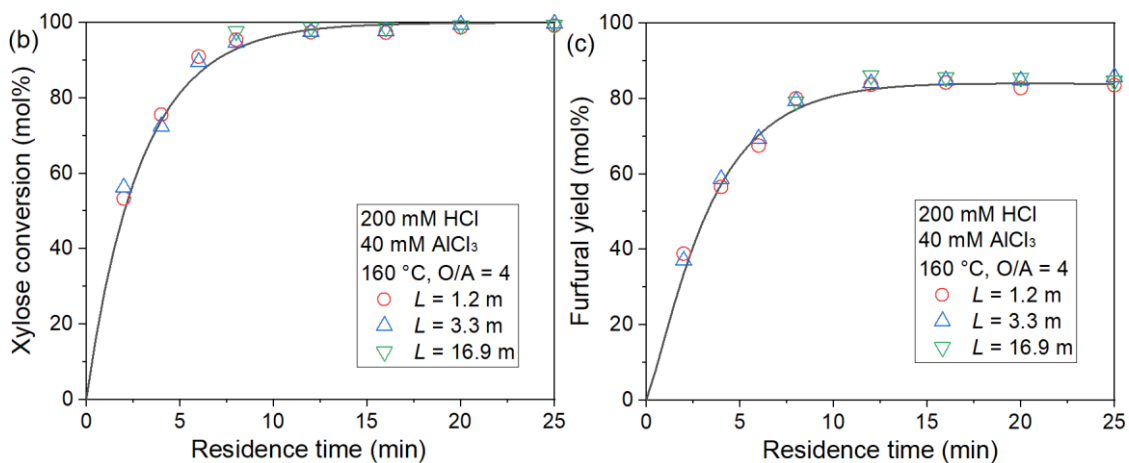 (b)
Xylose conversion (mol%)
100
80
60
40
20
0
200 mM HCl
40 mM AlCl₃
160 °C, O/A = 4
L = 1.2 m
L = 3.3 m
L = 16.9 m
0 5 10 15 20 25
Residence time (min)
(c)
Furfural yield (mol%)
100
80
60
40
20
0
200 mM HCl
40 mM AlCl₃
160 °C, O/A = 4
L = 1.2 m
L = 3.3 m
L = 16.9 m
0 5 10 15 20 25
Residence time (min)